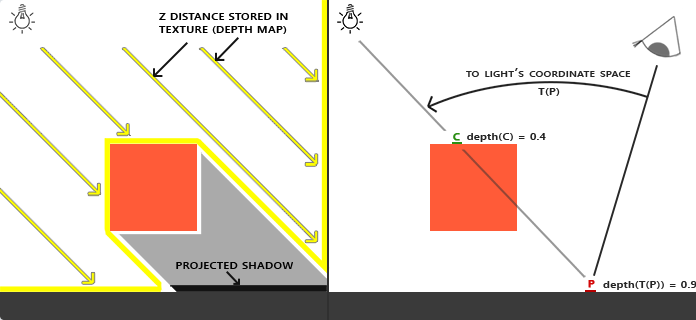 Z DISTANCE STORED IN
TEXTURE (DEPTH MAP)
PROJECTED SHADOW
TO LIGHT'S COORDINATE SPACE
T(P)
C depth(C) = 0.4
P depth(T(P)) = 0.9